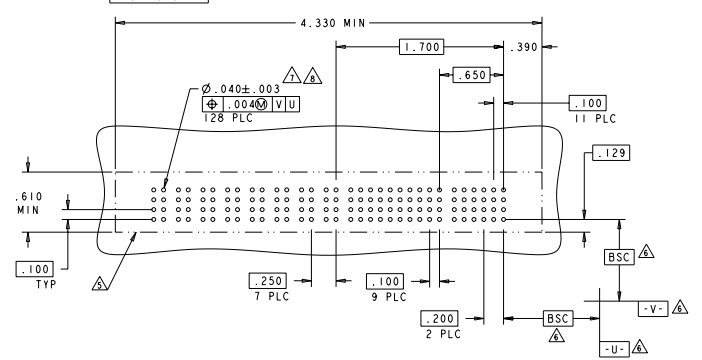 4.330 MIN
1.700
.390
.650
7
8
Ø.040±.003
⌖ .004Ⓜ V U
128 PLC
.100
11 PLC
.129
.610
MIN
.100
TYP
5
.250
7 PLC
.100
9 PLC
.200
2 PLC
BSC
6
BSC
6
-V-
6
-U-
6